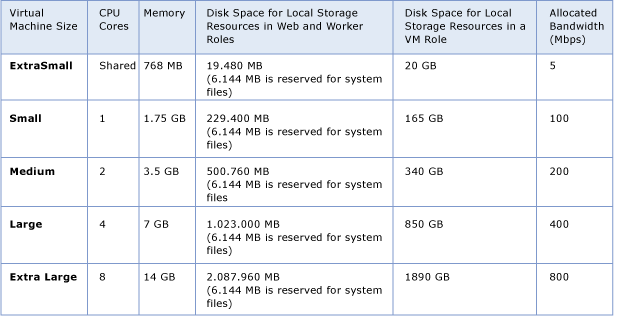 Virtual Machine Size CPU Cores Memory Disk Space for Local Storage Resources in Web and Worker Roles Disk Space for Local Storage Resources in a VM Role Allocated Bandwidth (Mbps)
ExtraSmall Shared 768 MB 19.480 MB 20 GB 5
(6.144 MB is reserved for system
files)
Small 1 1.75 GB 229.400 MB 165 GB 100
(6.144 MB is reserved for system
files)
Medium 2 3.5 GB 500.760 MB 340 GB 200
(6.144 MB is reserved for system
files
Large 4 7 GB 1.023.000 MB 850 GB 400
(6.144 MB is reserved for system
files)
Extra Large 8 14 GB 2.087.960 MB 1890 GB 800
(6.144 MB is reserved for system
files)